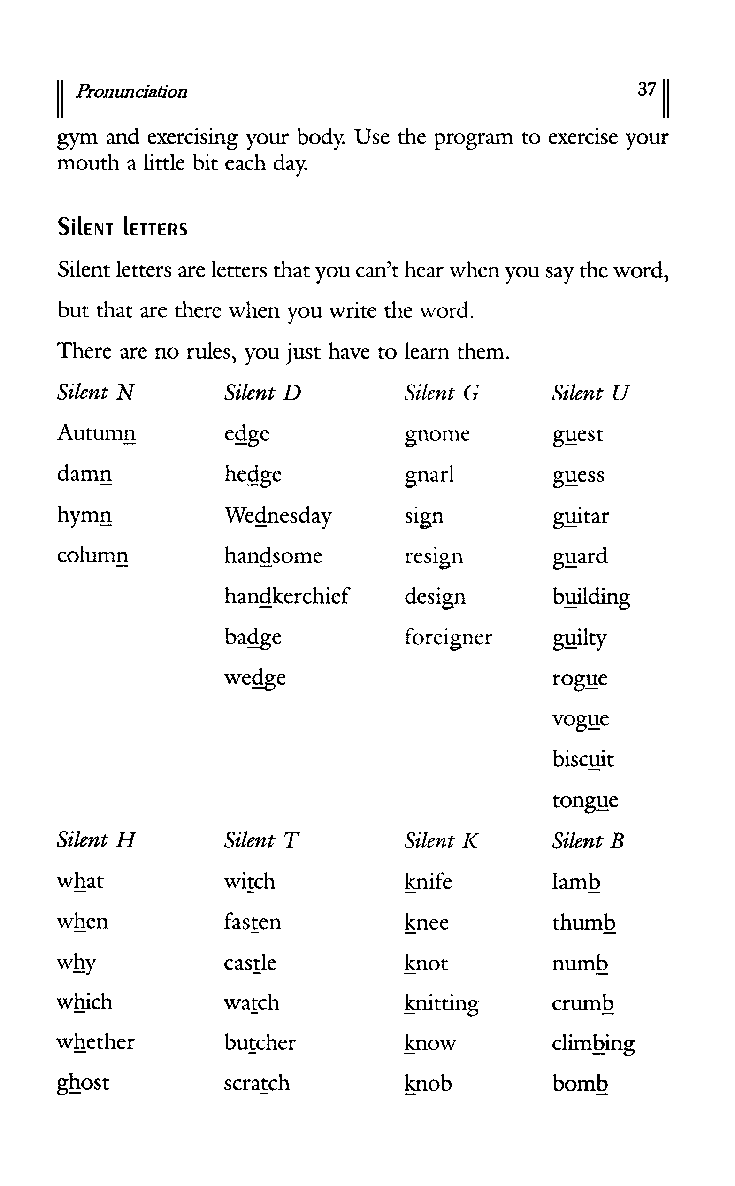 Pronunciation 37
gym and exercising your body. Use the program to exercise your
mouth a little bit each day.
Silent Letters
Silent letters are letters that you can't hear when you say the word,
but that are there when you write the word.
There are no rules, you just have to learn them.
Silent N Silent D Silent G Silent U
Autumn edge gnome guest
damn hedge gnarl guess
hymn Wednesday sign guitar
column handsome resign guard
handkerchief design building
badge foreigner guilty
wedge rogue
vogue
biscuit
tongue
Silent H Silent T Silent K Silent B
what witch knife lamb
when fasten knee thumb
why castle knot numb
which watch knitting crumb
whether butcher know climbing
ghost scratch knob bomb